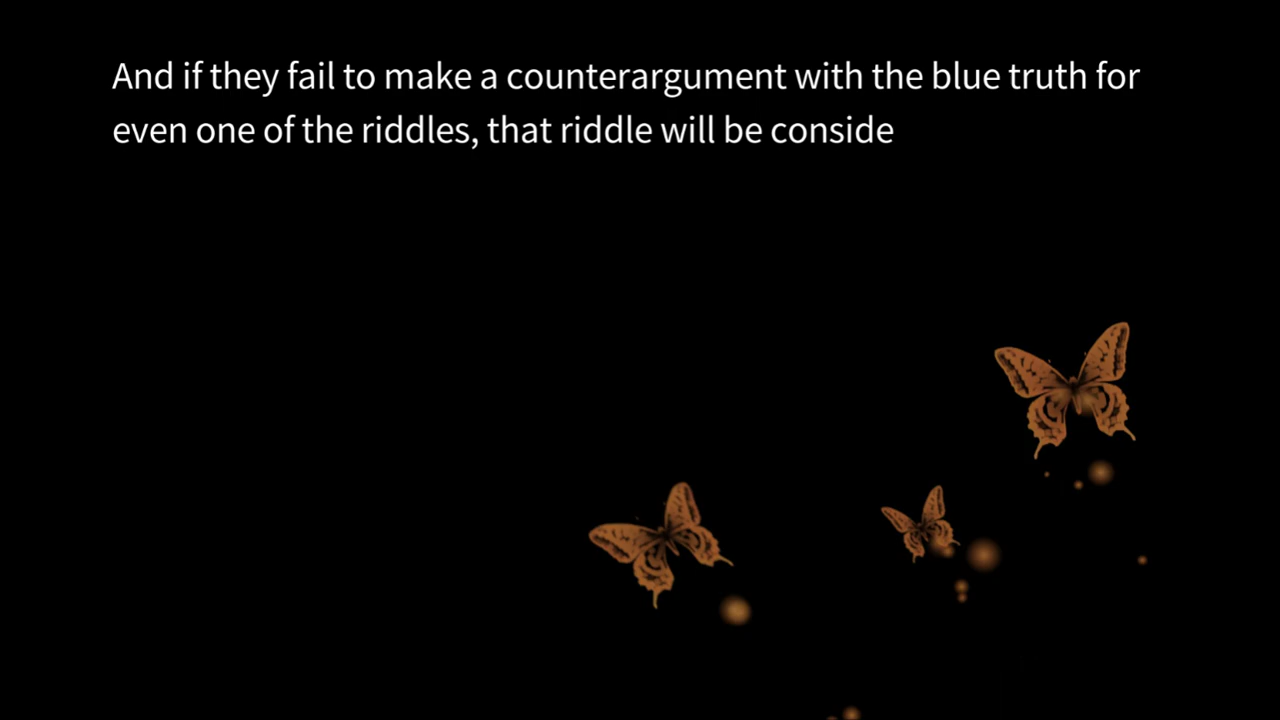 And if they fail to make a counterargument with the blue truth for
even one of the riddles, that riddle will be conside